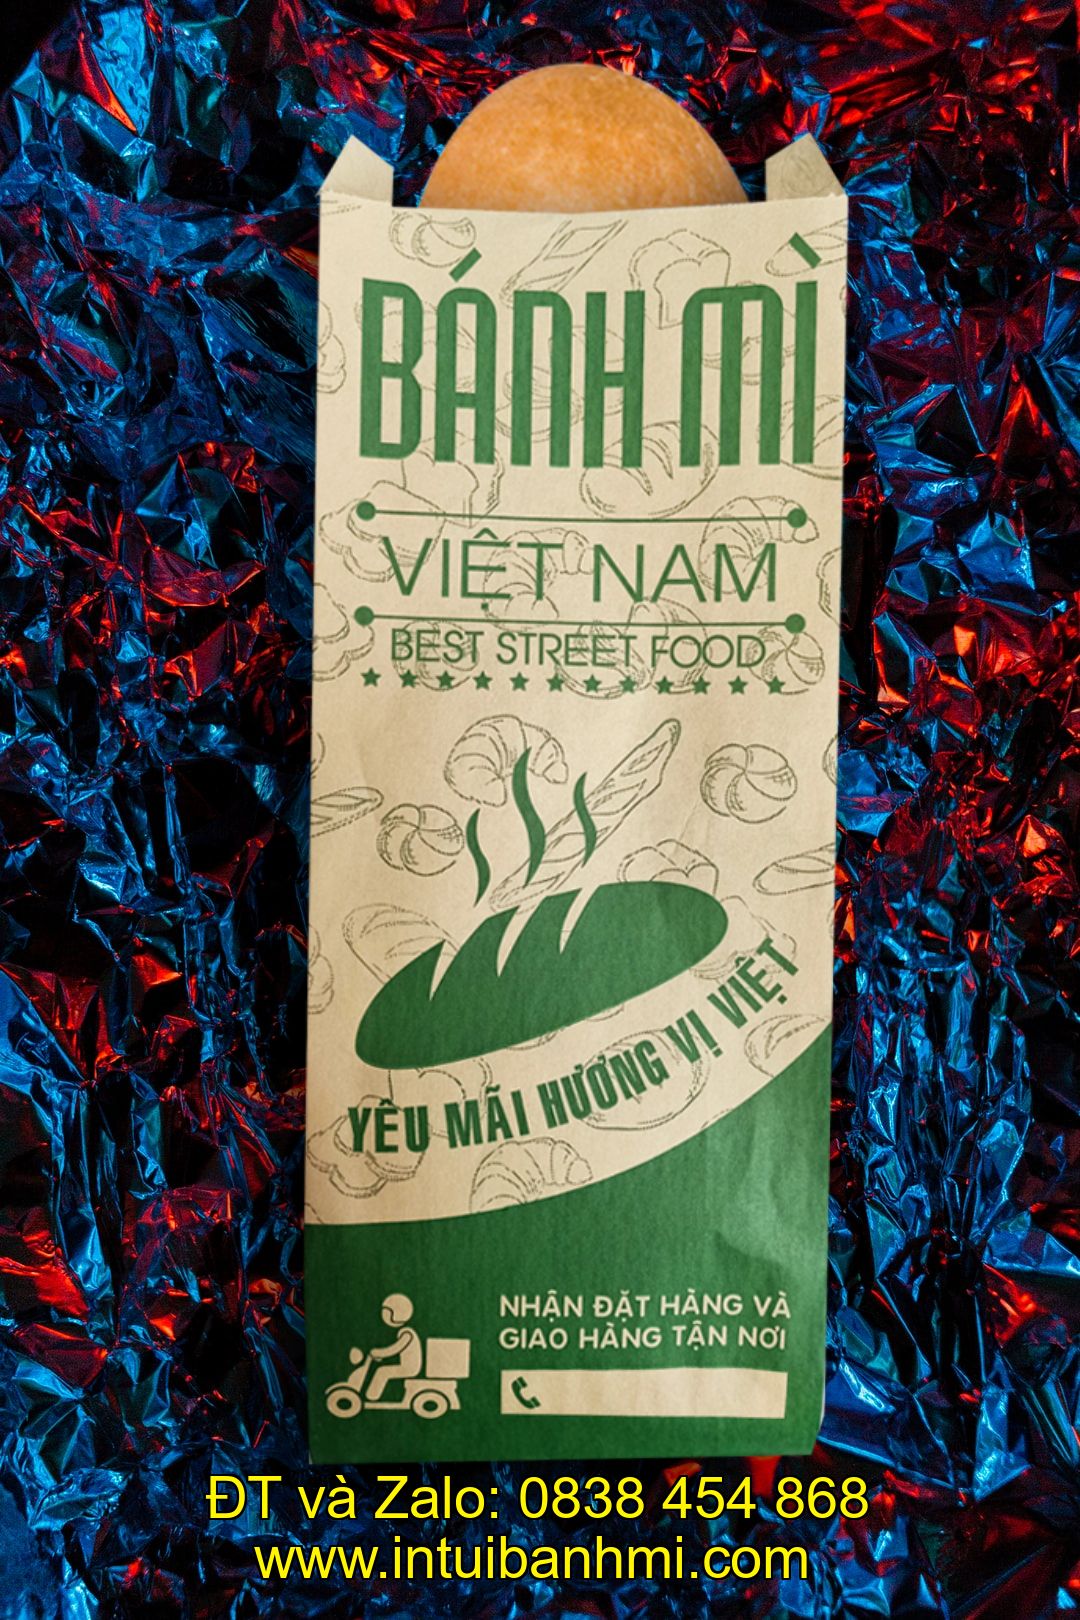 BÁNH MÌ
VIỆT NAM
BEST STREET FOOD
YÊU MÃI HƯƠNG VỊ VIỆT
NHẬN ĐẶT HÀNG VÀ
GIAO HÀNG TẬN NƠI
ĐT và Zalo: 0838 454 868
www.intuibanhmi.com